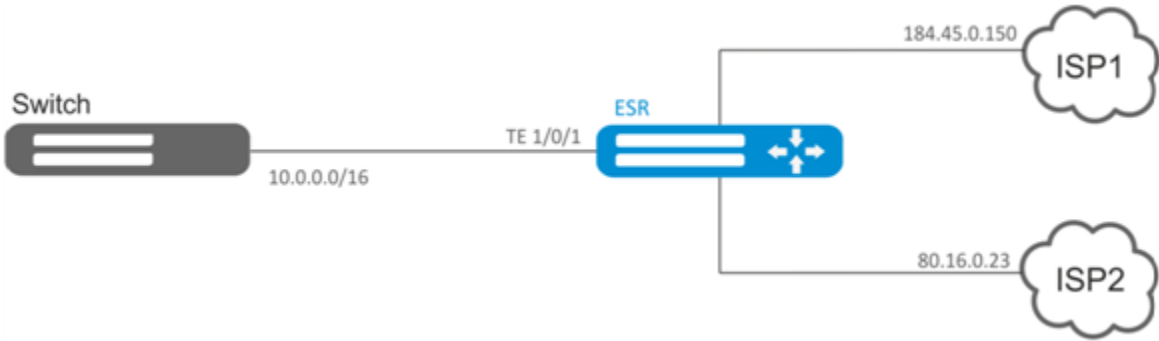 184.45.0.150
ISP1
Switch
ESR
TE 1/0/1
10.0.0.0/16
80.16.0.23
ISP2